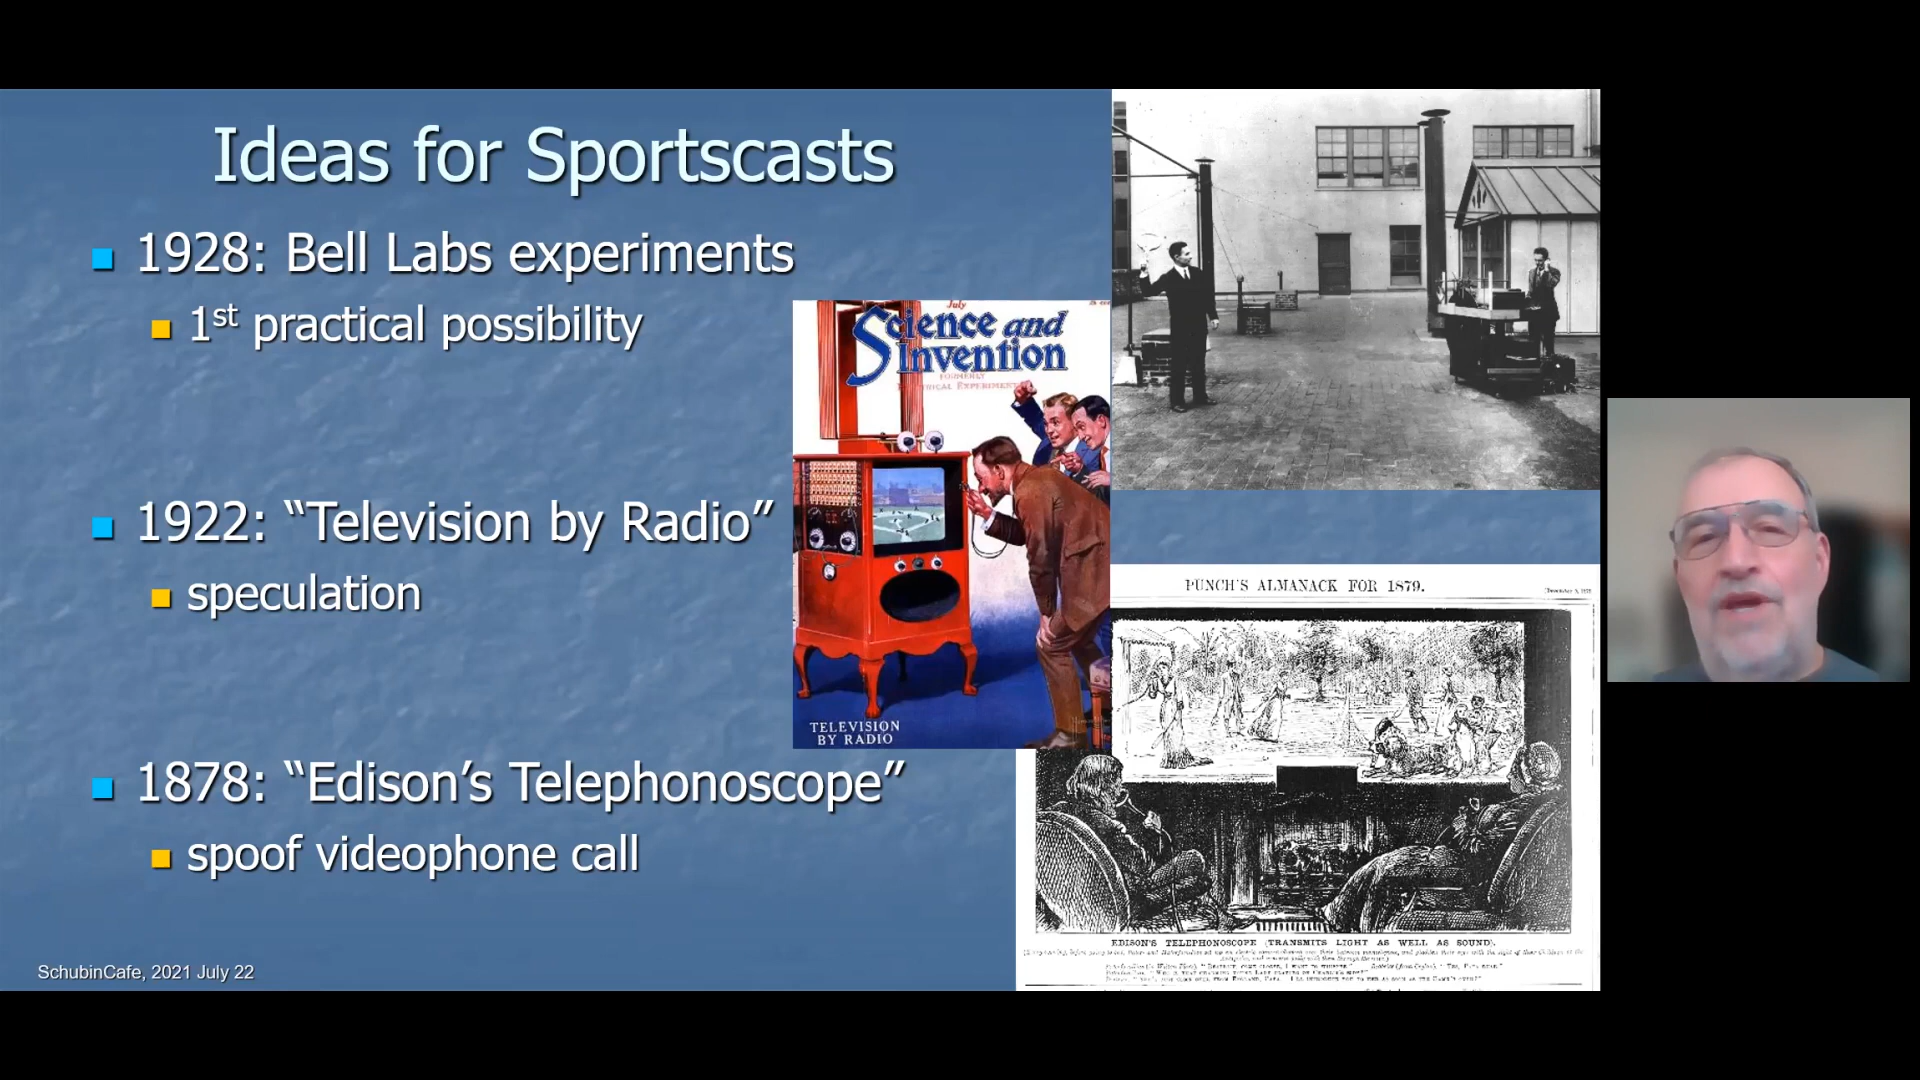 Ideas for Sportscasts
1928: Bell Labs experiments
1st practical possibility
1922: “Television by Radio”
speculation
1878: “Edison’s Telephonoscope”
spoof videophone call
SchubinCafe, 2021 July 22
July
Science and
Invention
FORMERLY
TELEVISION
BY RADIO
PUNCH'S ALMANACK FOR 1879.
EDISON'S TELEPHONOSCOPE (TRANSMITS LIGHT AS WELL AS SOUND).